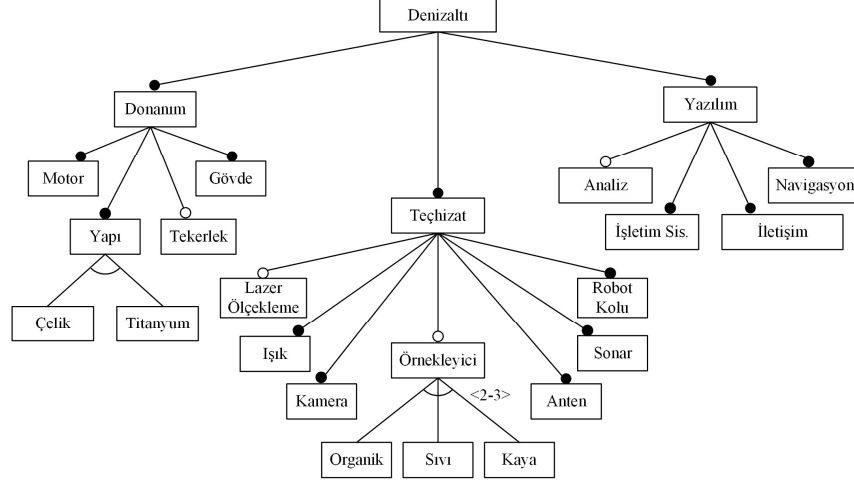 Denizaltı
Donanım
Yazılım
Motor
Gövde
Analiz
Navigasyon
Teçhizat
Yapı
Tekerlek
İşletim Sis.
İletişim
Lazer
Ölçekleme
Robot
Kolu
Çelik
Titanyum
Işık
Örnekleyici
Sonar
Kamera
<2-3>
Anten
Organik
Sıvı
Kaya